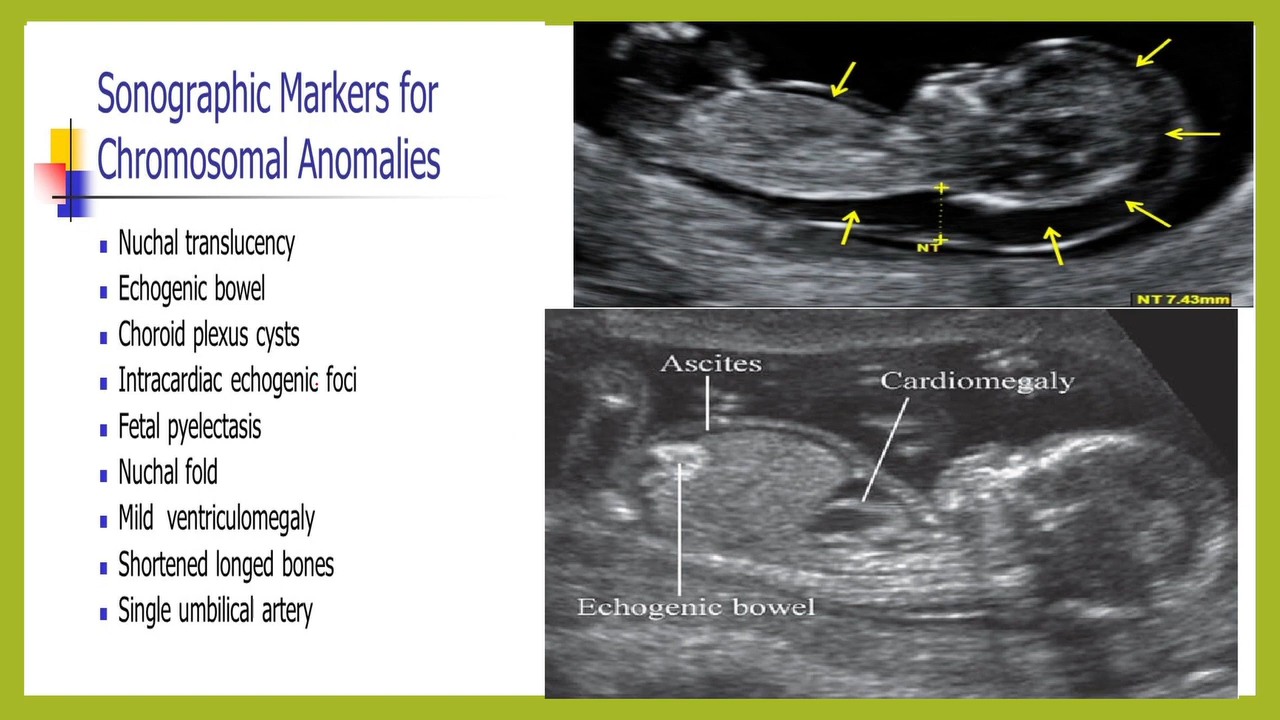 Sonographic Markers for
Chromosomal Anomalies
Nuchal translucency
Echogenic bowel
Choroid plexus cysts
Intracardiac echogenic foci
Fetal pyelectasis
Nuchal fold
Mild ventriculomegaly
Shortened longed bones
Single umbilical artery
NT
NT 7.43mm
Ascites
Cardiomegaly
Echogenic bowel